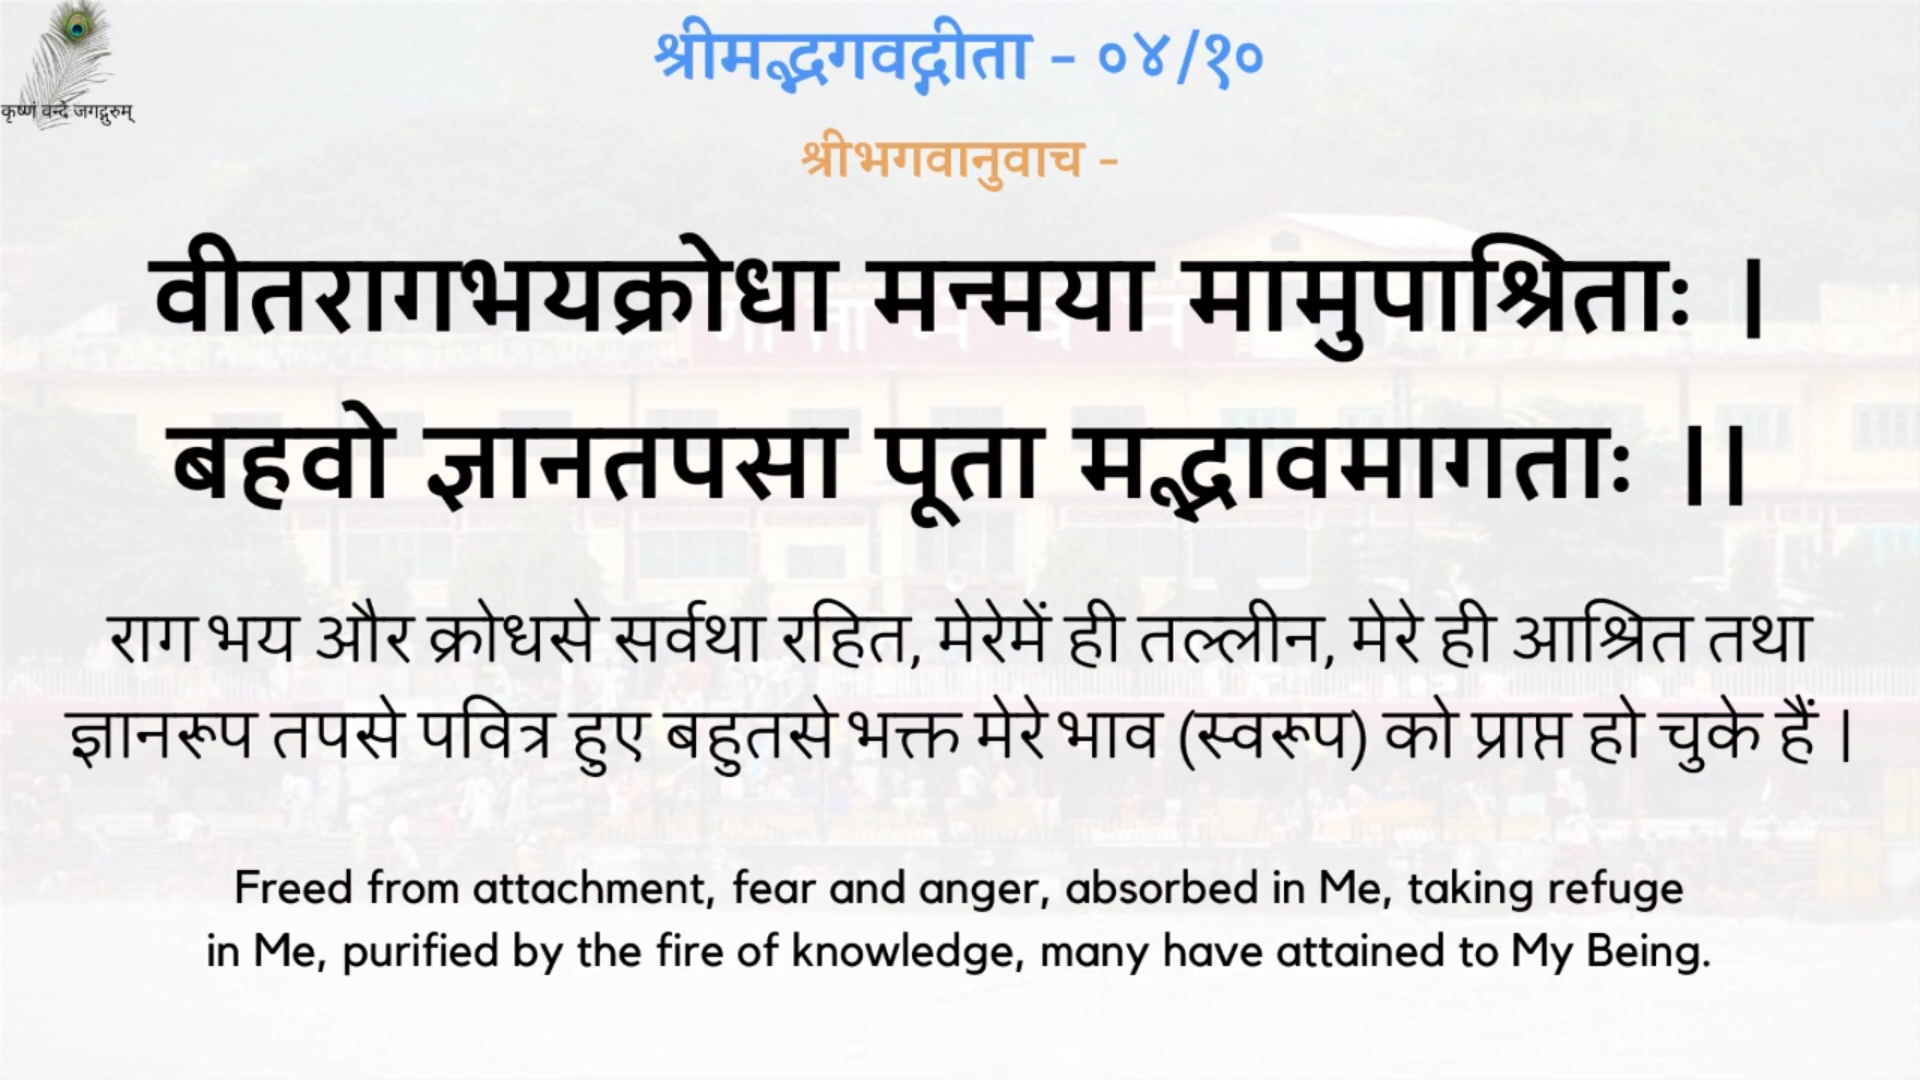 कृष्णं वन्दे जगद्गुरुम्
श्रीमद्भगवद्गीता - ०४/१०
श्रीभगवानुवाच -
वीतरागभयक्रोधा मन्मया मामुपाश्रिताः |
बहवो ज्ञानतपसा पूता मद्भावमागताः ||
राग भय और क्रोधसे सर्वथा रहित, मेरेमें ही तल्लीन, मेरे ही आश्रित तथा
ज्ञानरूप तपसे पवित्र हुए बहुतसे भक्त मेरे भाव (स्वरूप) को प्राप्त हो चुके हैं |
Freed from attachment, fear and anger, absorbed in Me, taking refuge
in Me, purified by the fire of knowledge, many have attained to My Being.